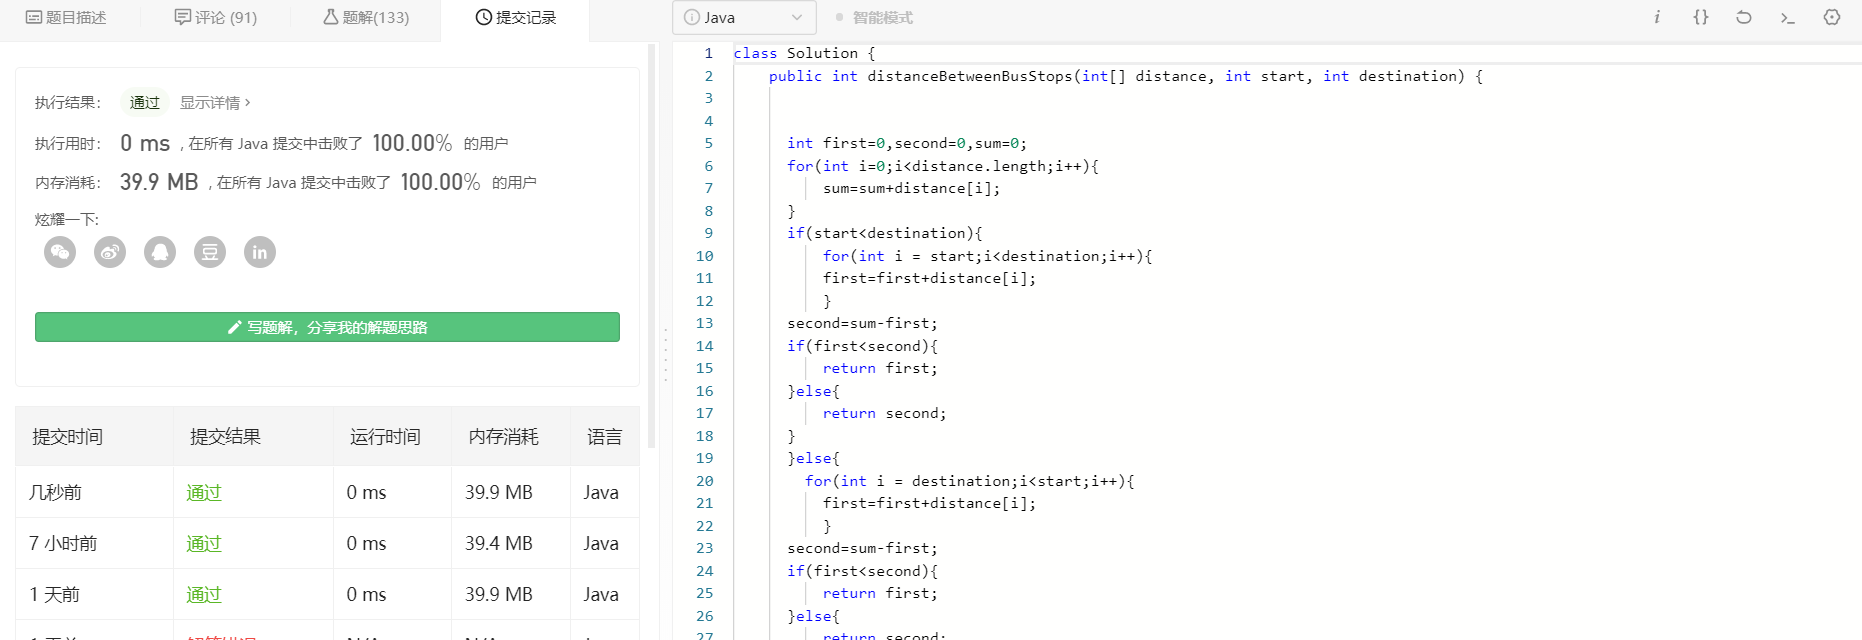 题目描述 评论 (91) 题解(133) 提交记录
执行结果： 通过 显示详情 ›
执行用时： 0 ms , 在所有 Java 提交中击败了 100.00% 的用户
内存消耗： 39.9 MB , 在所有 Java 提交中击败了 100.00% 的用户
炫耀一下:
豆 in
写题解，分享我的解题思路
提交时间 提交结果 运行时间 内存消耗 语言
几秒前 通过 0 ms 39.9 MB Java
7 小时前 通过 0 ms 39.4 MB Java
1 天前 通过 0 ms 39.9 MB Java
Java 智能模式 i {} >_
1 class Solution {
2 public int distanceBetweenBusStops(int[] distance, int start, int destination) {
3
4
5 int first=0,second=0,sum=0;
6 for(int i=0;i<distance.length;i++){
7 sum=sum+distance[i];
8 }
9 if(start<destination){
10 for(int i = start;i<destination;i++){
11 first=first+distance[i];
12 }
13 second=sum-first;
14 if(first<second){
15 return first;
16 }else{
17 return second;
18 }
19 }else{
20 for(int i = destination;i<start;i++){
21 first=first+distance[i];
22 }
23 second=sum-first;
24 if(first<second){
25 return first;
26 }else{
27 return second;